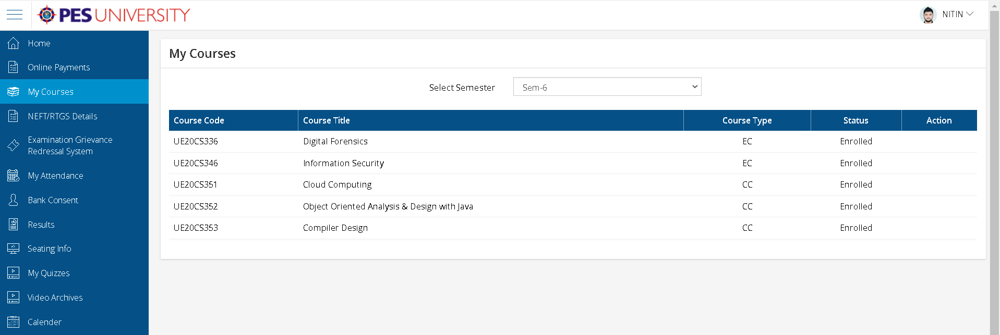 PES UNIVERSITY
NITIN
Home
Online Payments
My Courses
NEFT/RTGS Details
Examination Grievance
Redressal System
My Attendance
Bank Consent
Results
Seating Info
My Quizzes
Video Archives
Calender
My Courses
Select Semester Sem-6
Course Code Course Title Course Type Status Action
UE20CS336 Digital Forensics EC Enrolled
UE20CS346 Information Security EC Enrolled
UE20CS351 Cloud Computing CC Enrolled
UE20CS352 Object Oriented Analysis & Design with Java CC Enrolled
UE20CS353 Compiler Design CC Enrolled